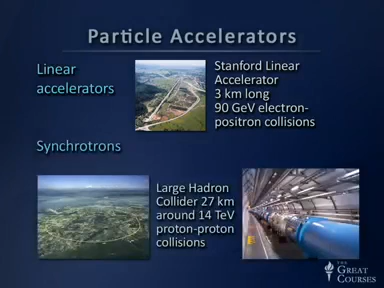 Particle Accelerators
Linear
accelerators
Stanford Linear
Accelerator
3 km long
90 GeV electron-
positron collisions
Synchrotrons
Large Hadron
Collider 27 km
around 14 TeV
proton-proton
collisions
THE
GREAT
COURSES